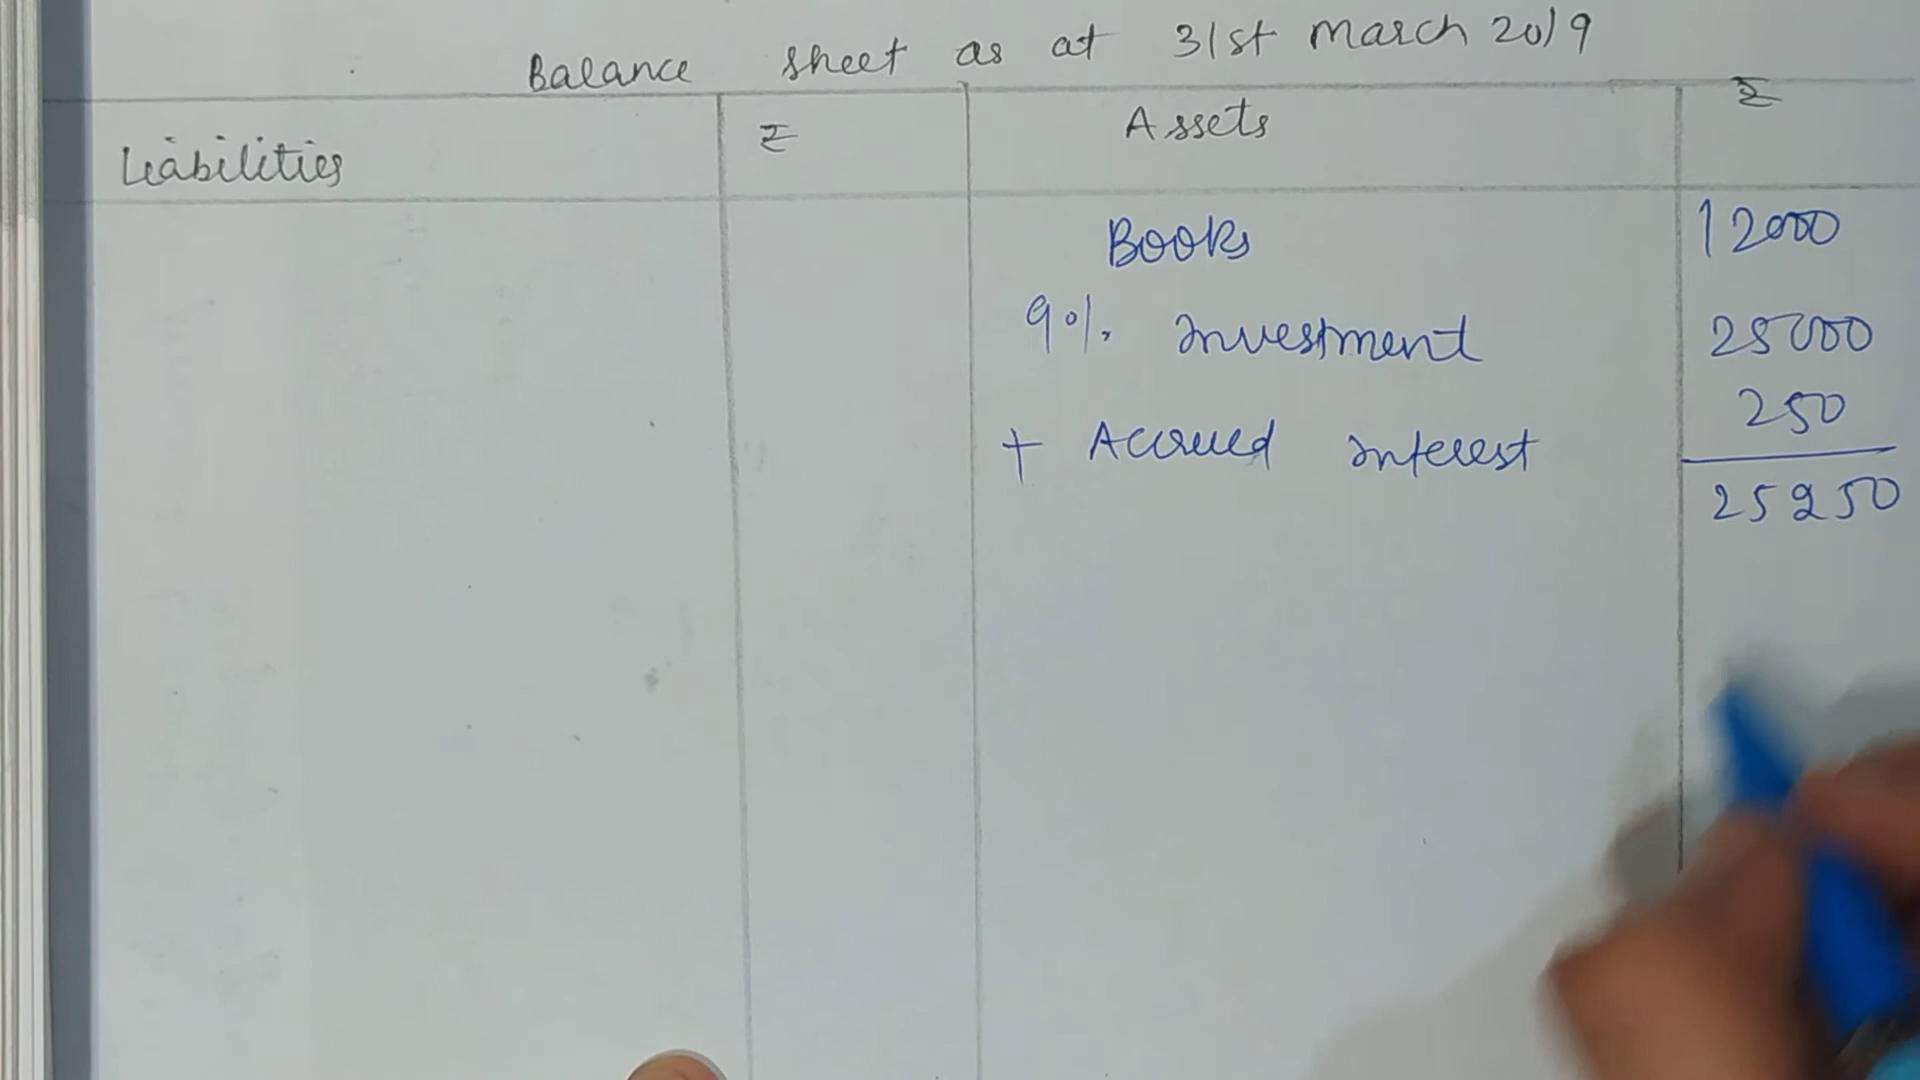 Balance sheet as at 31st March 2019
Liabilities ₹ Assets ₹
Books 12000
9% Investment 25000
+ Accrued interest 250
25250